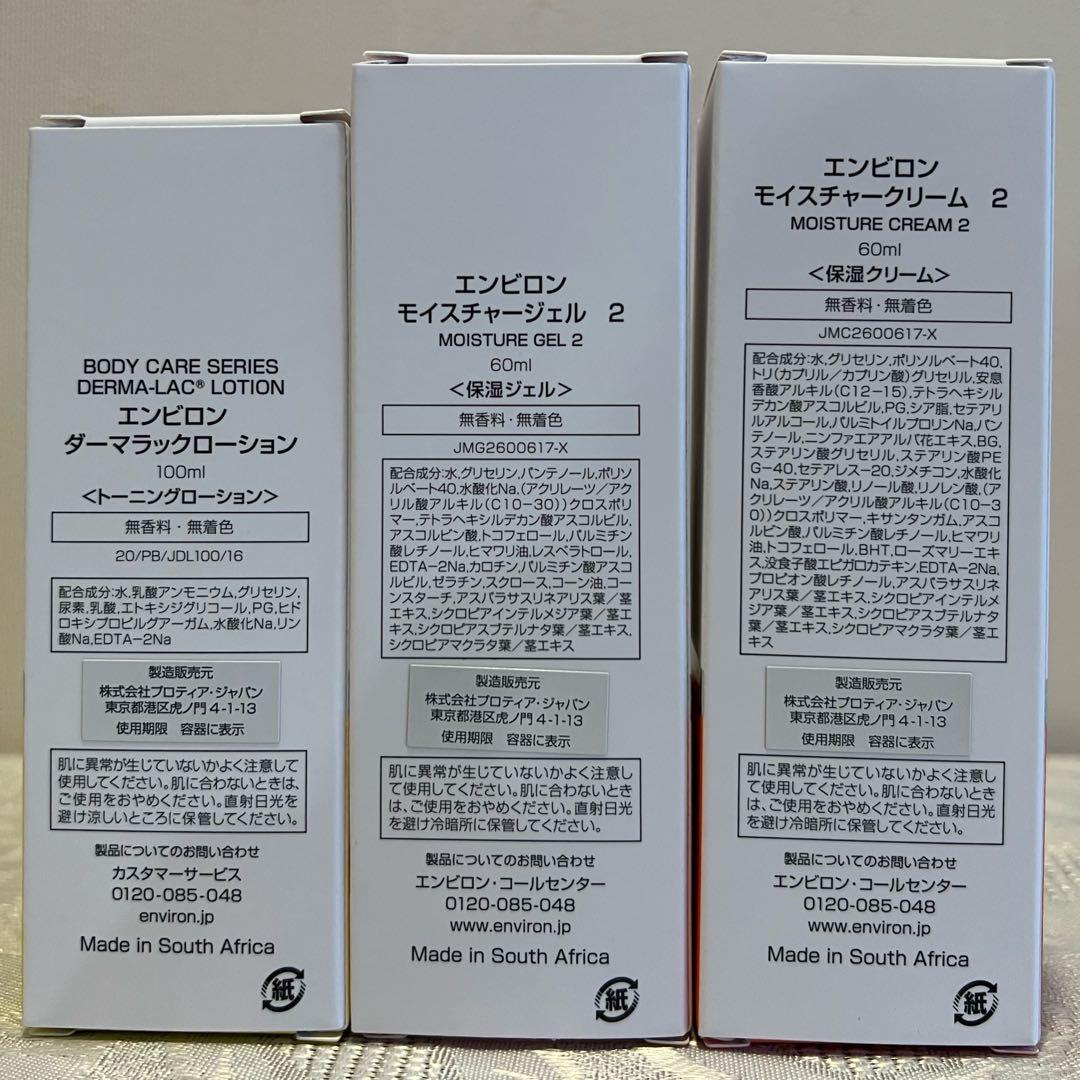 BODY CARE SERIES
DERMA-LAC® LOTION
エンビロン
ダーマラックローション
100ml
<トーニングローション>
無香料・無着色
20/PB/JDL100/16
配合成分:水,乳酸アンモニウム,グリセリン,
尿素,乳酸,エトキシジグリコール,PG,ヒド
ロキシプロピルグアーガム,水酸化Na,リン
酸Na,EDTA-2Na
製造販売元
株式会社プロティア・ジャパン
東京都港区虎ノ門 4-1-13
使用期限 容器に表示
肌に異常が生じていないかよく注意して
使用してください。肌に合わないときは、
ご使用をおやめください。直射日光を
避け涼しいところに保管してください。
製品についてのお問い合わせ
カスタマーサービス
0120-085-048
environ.jp
Made in South Africa
紙
エンビロン
モイスチャージェル 2
MOISTURE GEL 2
60ml
<保湿ジェル>
無香料・無着色
JMG2600617-X
配合成分:水,グリセリン,パンテノール,ポリソ
ルベート40,水酸化Na,(アクリレーツ/アク
リル酸アルキル(C10-30))クロスポリ
マー,テトラヘキシルデカン酸アスコルビル,
アスコルビン酸,トコフェロール,パルミチン
酸レチノール,ヒマワリ油,レスベラトロール,
EDTA-2Na,カロチン,パルミチン酸アスコ
ルビル,ゼラチン,スクロース,コーン油,コー
ンスターチ,アスパラサスリネアリス葉/茎エ
キス,シクロピアインテルメジア葉/茎エ
キス,シクロピアスブテルナタ葉/茎エキス,
シクロピアマクラタ葉/茎エキス
製造販売元
株式会社プロティア・ジャパン
東京都港区虎ノ門 4-1-13
使用期限 容器に表示
肌に異常が生じていないかよく注意し
て使用してください。肌に合わないとき
は、ご使用をおやめください。直射日光
を避け冷暗所に保管してください。
製品についてのお問い合わせ
エンビロン・コールセンター
0120-085-048
www.environ.jp
Made in South Africa
紙
エンビロン
モイスチャークリーム 2
MOISTURE CREAM 2
60ml
<保湿クリーム>
無香料・無着色
JMC2600617-X
配合成分:水,グリセリン,ポリソルベート40,
トリ(カプリル/カプリン酸)グリセリル,安息
香酸アルキル(C12-15),テトラヘキシル
デカン酸アスコルビル,PG,シア脂,セテアリ
ルアルコール,パルミトイルプロリンNa,パン
テノール,ニンファエアアルバ花エキス,BG,
ステアリン酸グリセリル,ステアリン酸PE
G-40,セテアレス-20,ジメチコン,水酸化
Na,ステアリン酸,リノール酸,リノレン酸,(ア
クリレーツ/アクリル酸アルキル(C10-3
0))クロスポリマー,キサンタンガム,アスコ
ルビン酸,パルミチン酸レチノール,ヒマワリ
油,トコフェロール,BHT,ローズマリーエキ
ス,没食子酸エピガロカテキン,EDTA-2Na,
プロピオン酸レチノール,アスパラサスリネ
アリス葉/茎エキス,シクロピアインテルメ
ジア葉/茎エキス,シクロピアスブテルナタ
葉/茎エキス,シクロピアマクラタ葉/茎エ
キス
製造販売元
株式会社プロティア・ジャパン
東京都港区虎ノ門 4-1-13
使用期限 容器に表示
肌に異常が生じていないかよく注意し
て使用してください。肌に合わないとき
は、ご使用をおやめください。直射日光
を避け冷暗所に保管してください。
製品についてのお問い合わせ
エンビロン・コールセンター
0120-085-048
www.environ.jp
Made in South Africa
紙